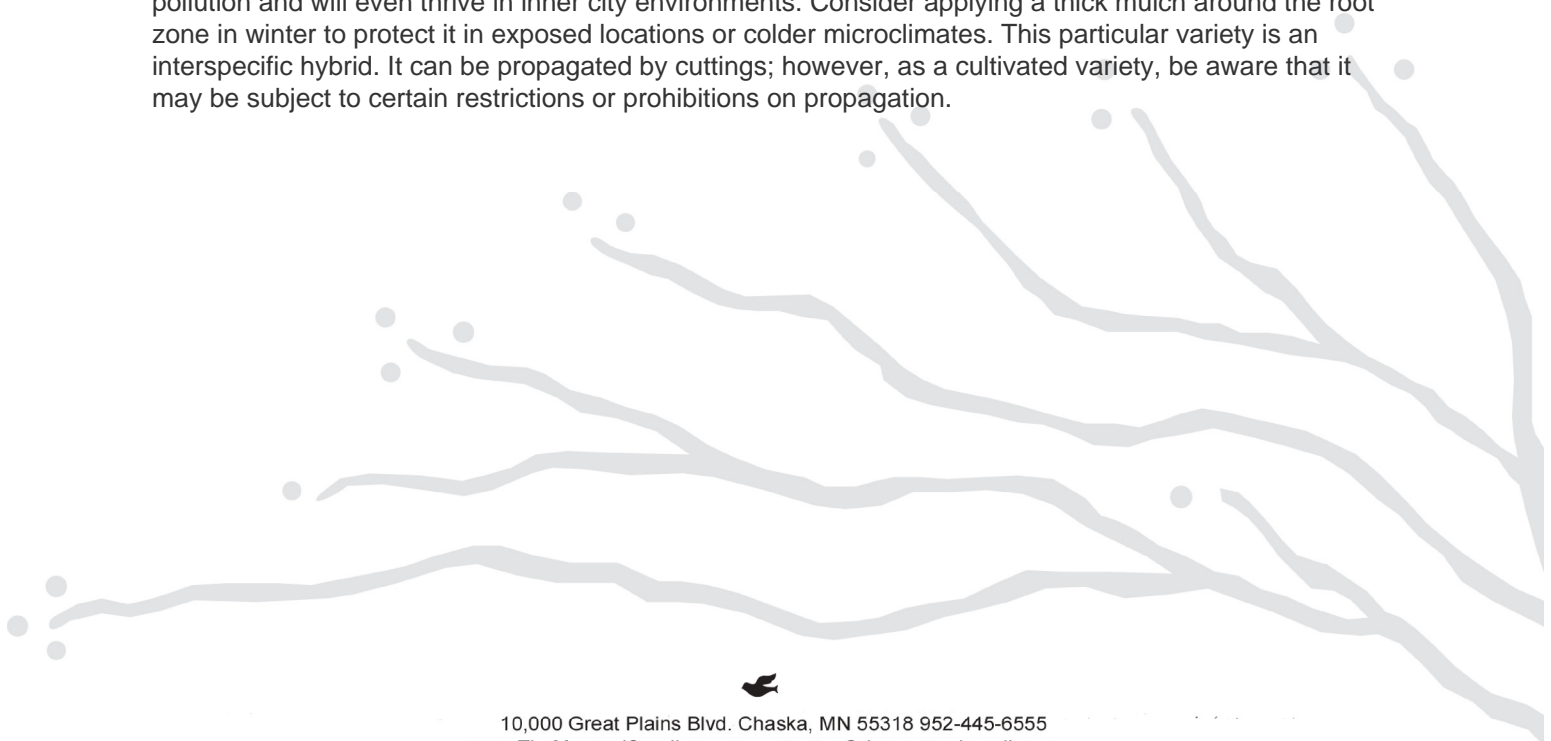 pollution and will even thrive in inner city environments. Consider applying a thick mulch around the root
zone in winter to protect it in exposed locations or colder microclimates. This particular variety is an
interspecific hybrid. It can be propagated by cuttings; however, as a cultivated variety, be aware that it
may be subject to certain restrictions or prohibitions on propagation.
10,000 Great Plains Blvd. Chaska, MN 55318 952-445-6555